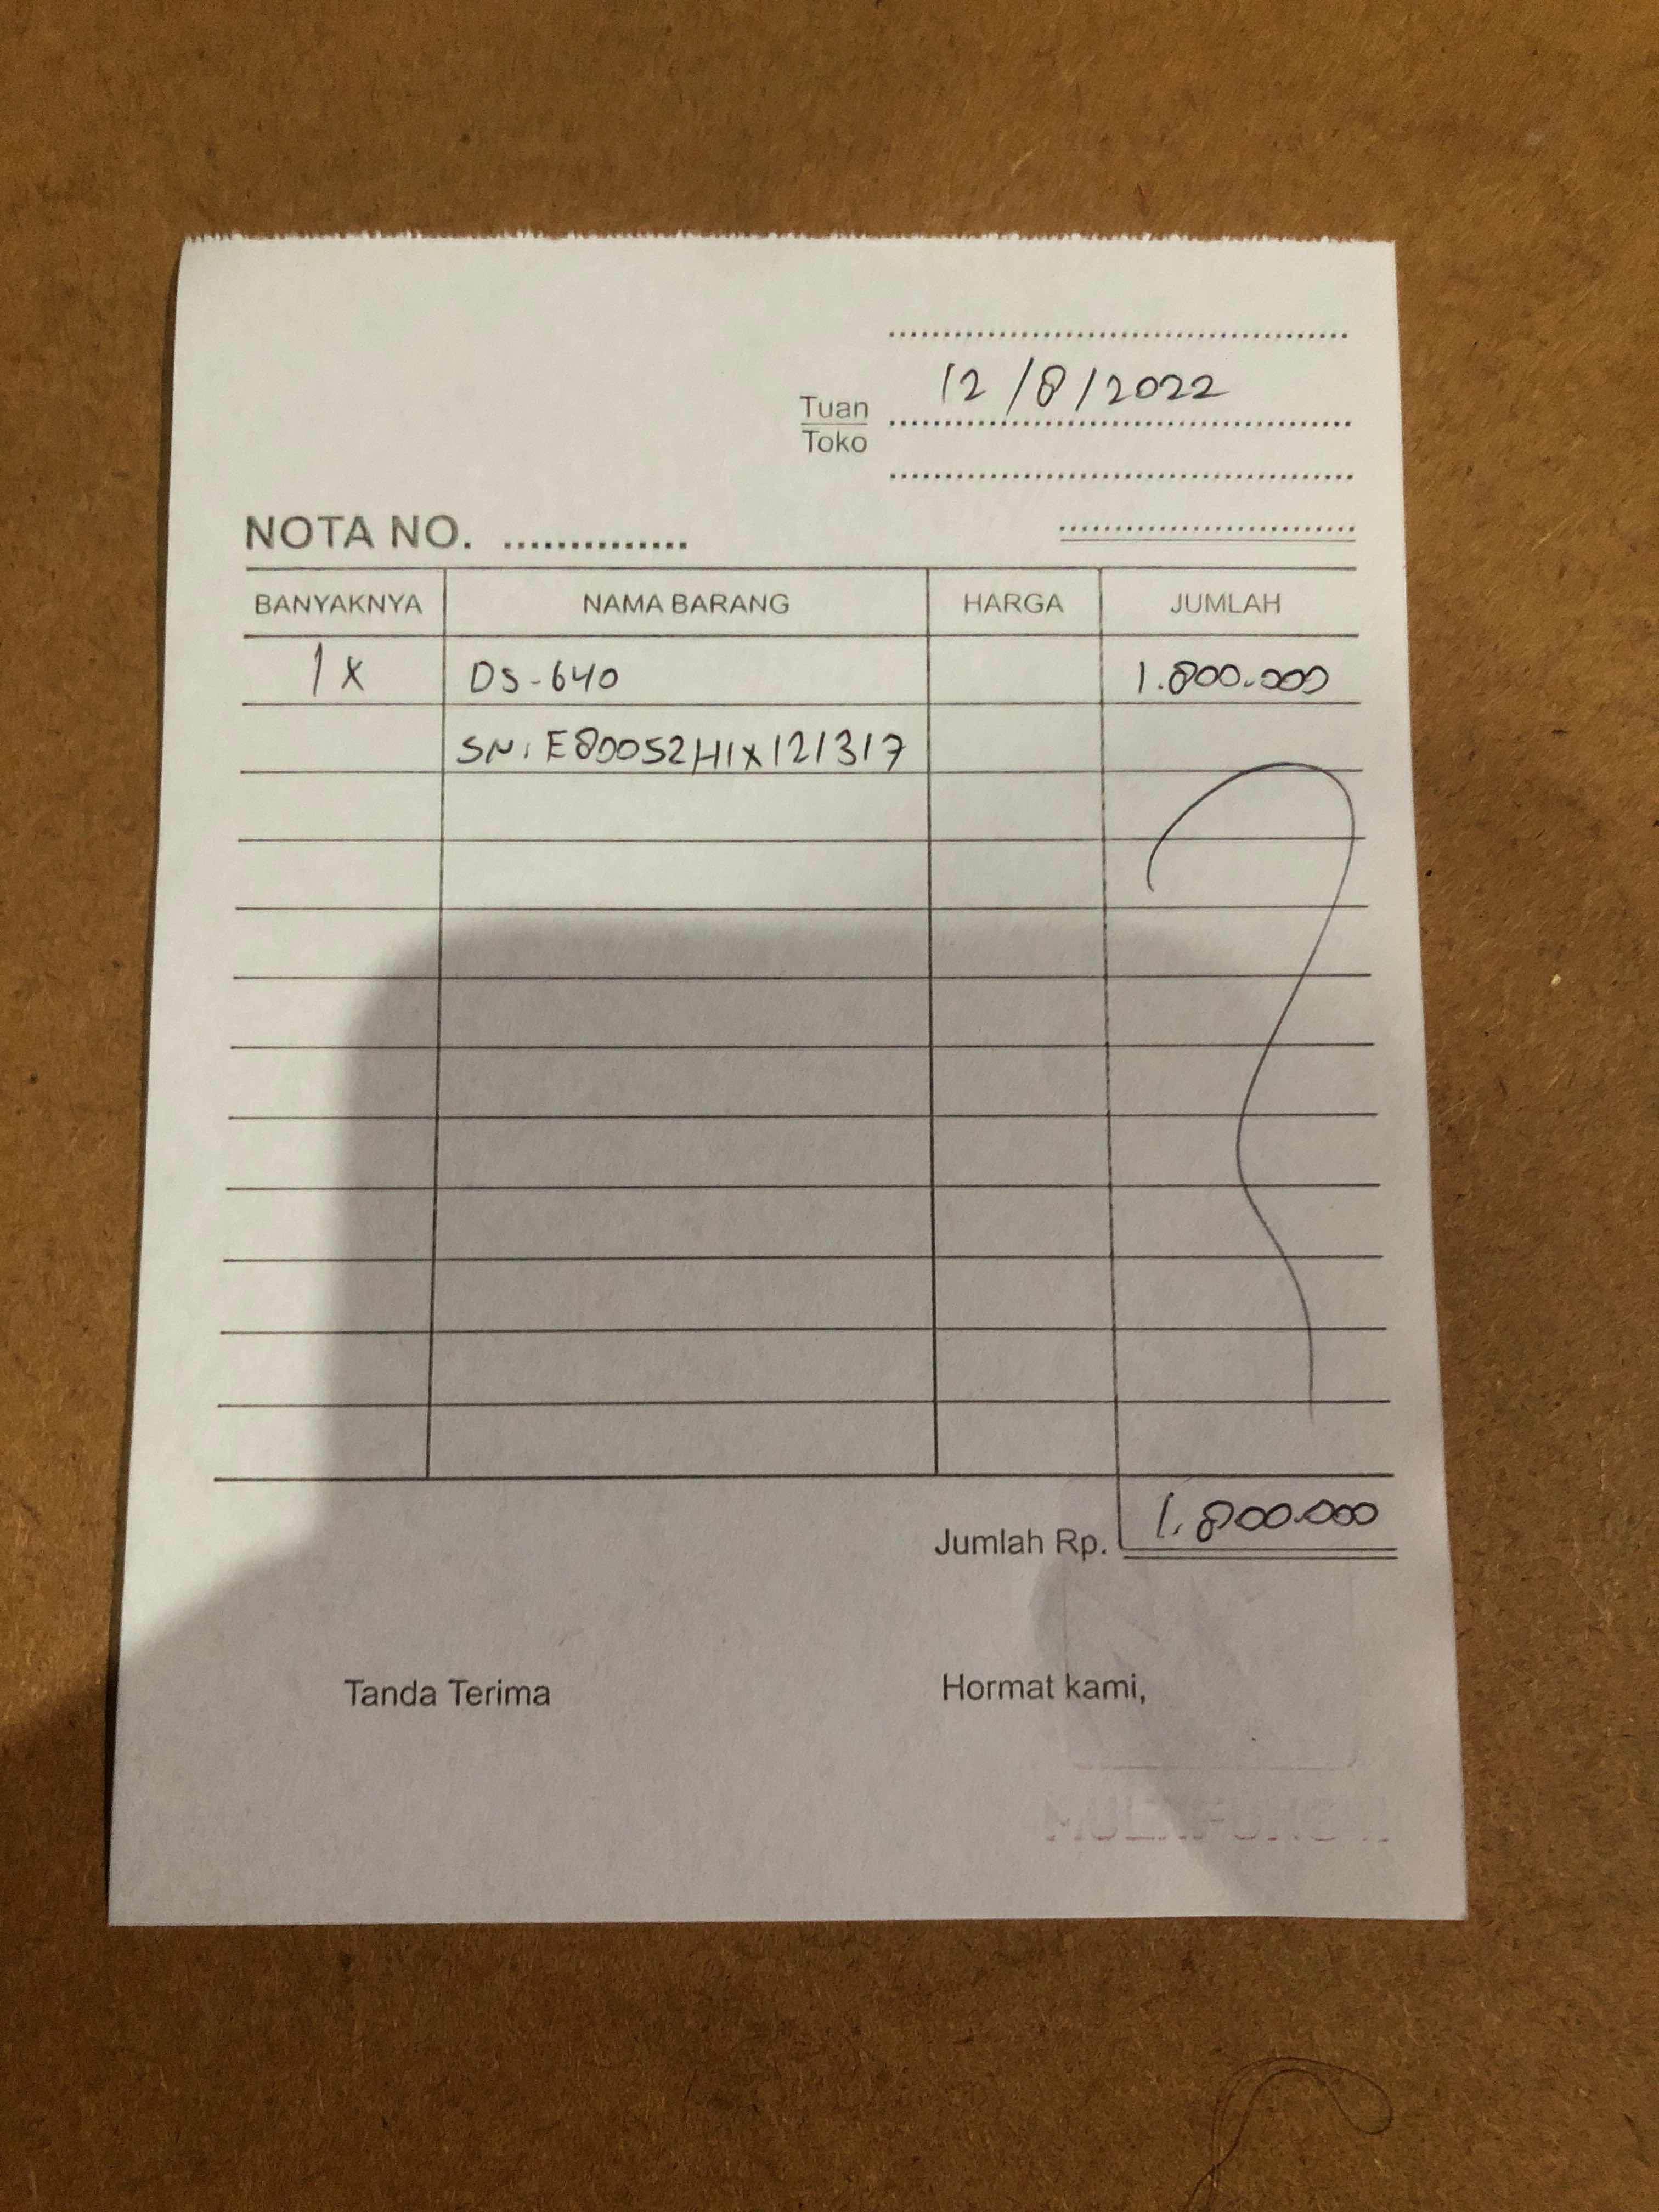 12/8/2022
Tuan
Toko
NOTA NO. ..............
BANYAKNYA NAMA BARANG HARGA JUMLAH
1x DS-640 1.800.000
SN: E80052H1X121317
Jumlah Rp. 1.800.000
Tanda Terima Hormat kami,